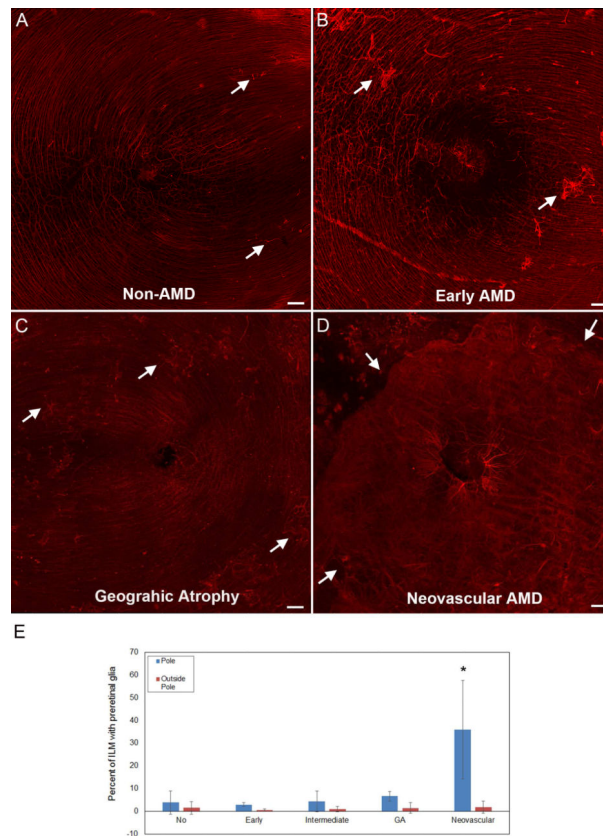 A
B
Non-AMD
Early AMD
C
D
Geograhic Atrophy
Neovascular AMD
E
Percent of ILM with preretinal glia
70
60
50
40
30
20
10
0
-10
Pole
Outside
Pole
*
No
Early
Intermediate
GA
Neovascular